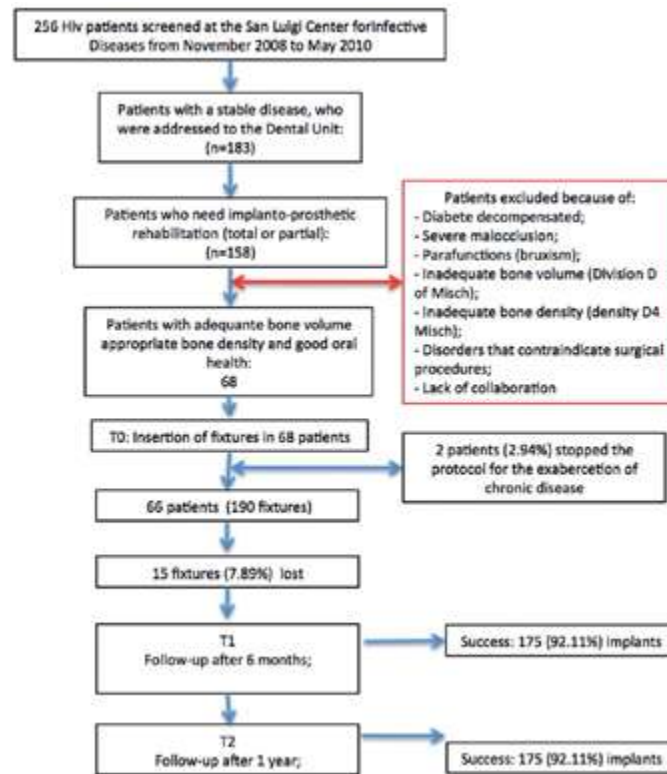 256 Hiv patients screened at the San Luigi Center forInfective
Diseases from November 2008 to May 2010
Patients with a stable disease, who
were addressed to the Dental Unit:
(n=183)
Patients who need implanto-prosthetic
rehabilitation (total or partial):
(n=158)
Patients excluded because of:
- Diabete decompensated;
- Severe malocclusion;
- Parafunctions (bruxism);
- Inadequate bone volume (Division D
of Misch);
- Inadequate bone density (density D4
Misch);
- Disorders that contraindicate surgical
procedures;
- Lack of collaboration
Patients with adequante bone volume
appropriate bone density and good oral
health:
68
T0: Insertion of fixtures in 68 patients
2 patients (2.94%) stopped the
protocol for the exabercetion of
chronic disease
66 patients (190 fixtures)
15 fixtures (7.89%) lost
T1
Follow-up after 6 months;
Success: 175 (92.11%) implants
T2
Follow-up after 1 year;
Success: 175 (92.11%) implants